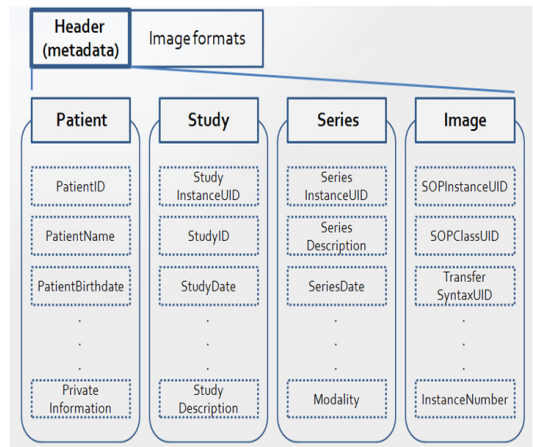 Header
(metadata)
Image formats
Patient
Study
Series
Image
PatientID
Study
InstanceUID
Series
InstanceUID
SOPInstanceUID
PatientName
StudyID
Series
Description
SOPClassUID
PatientBirthdate
StudyDate
SeriesDate
Transfer
SyntaxUID
.
.
.
.
.
.
.
.
.
.
.
.
Private
Information
Study
Description
Modality
InstanceNumber